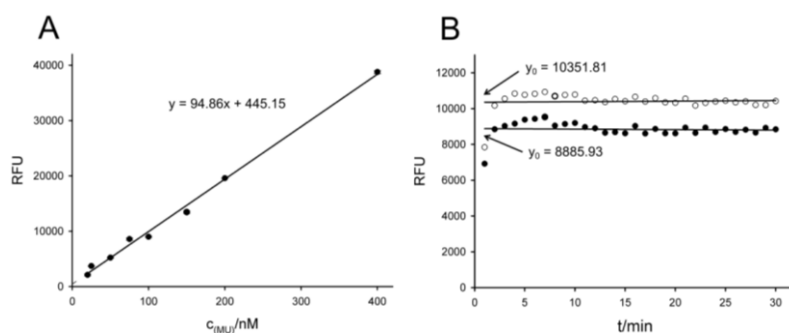 A
B
40000
30000
20000
10000
0
RFU
y = 94.86x + 445.15
0
100
200
300
400
c(MU)/nM
12000
10000
8000
6000
4000
2000
0
RFU
y0 = 10351.81
y0 = 8885.93
0
5
10
15
20
25
30
t/min